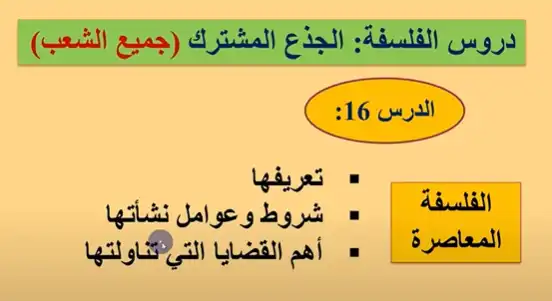 دروس الفلسفة: الجذع المشترك (جميع الشعب)
الدرس 16:
الفلسفة
المعاصرة
▪ تعريفها
▪ شروط وعوامل نشأتها
▪ أهم القضايا التي تناولتها